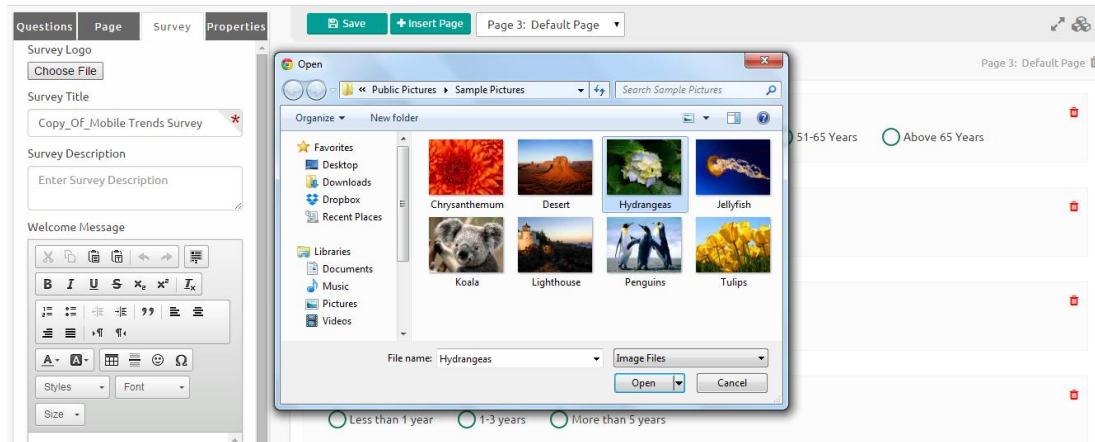 Questions Page Survey Properties
Save Insert Page Page 3: Default Page
Survey Logo
Choose File
Page 3: Default Page
Survey Title
Copy_Of_Mobile Trends Survey *
Survey Description
Enter Survey Description
Welcome Message
B I U S x₂ x² Iₓ
A A Ω
Styles Font
Size
Open
« Public Pictures Sample Pictures Search Sample Pictures
Organize New folder
Favorites
Desktop
Downloads
Dropbox
Recent Places
Libraries
Documents
Music
Pictures
Videos
Chrysanthemum Desert Hydrangeas Jellyfish
Koala Lighthouse Penguins Tulips
File name: Hydrangeas Image Files
Open Cancel
51-65 Years Above 65 Years
Less than 1 year 1-3 years More than 5 years